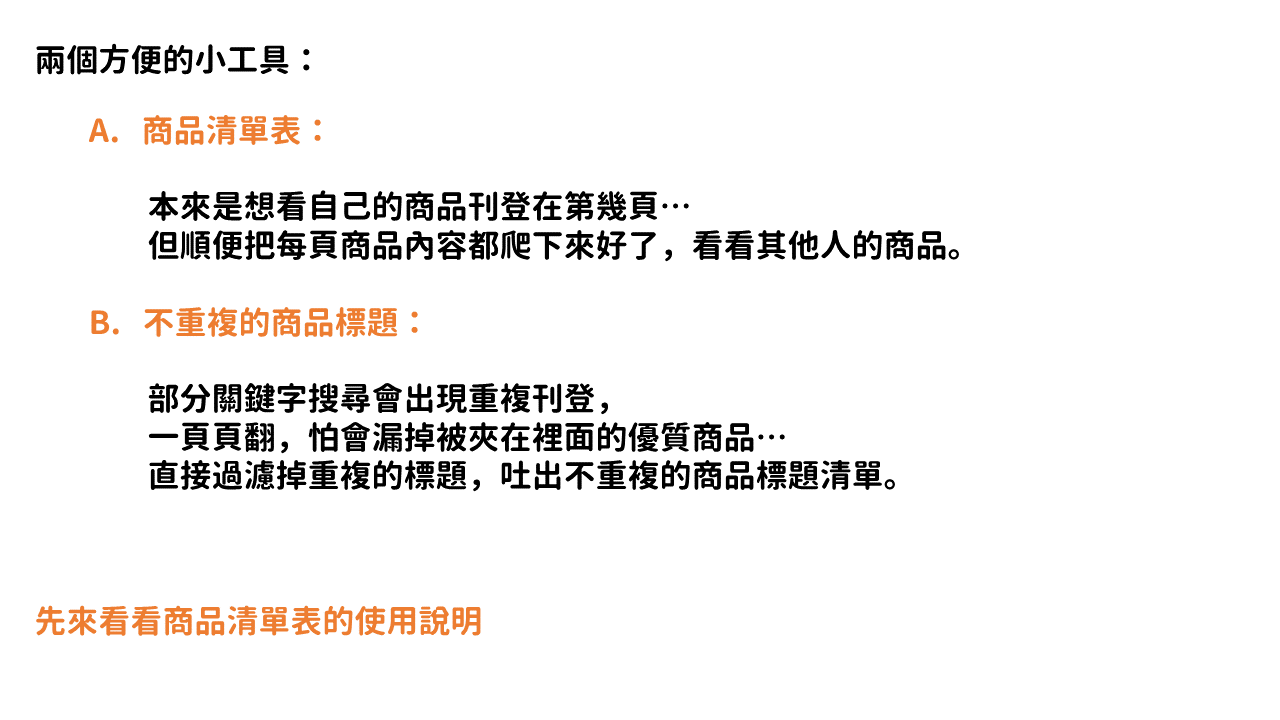 兩個方便的小工具：
A. 商品清單表：
本來是想看自己的商品刊登在第幾頁…
但順便把每頁商品內容都爬下來好了，看看其他人的商品。
B. 不重複的商品標題：
部分關鍵字搜尋會出現重複刊登，
一頁頁翻，怕會漏掉被夾在裡面的優質商品…
直接過濾掉重複的標題，吐出不重複的商品標題清單。
先來看看商品清單表的使用說明